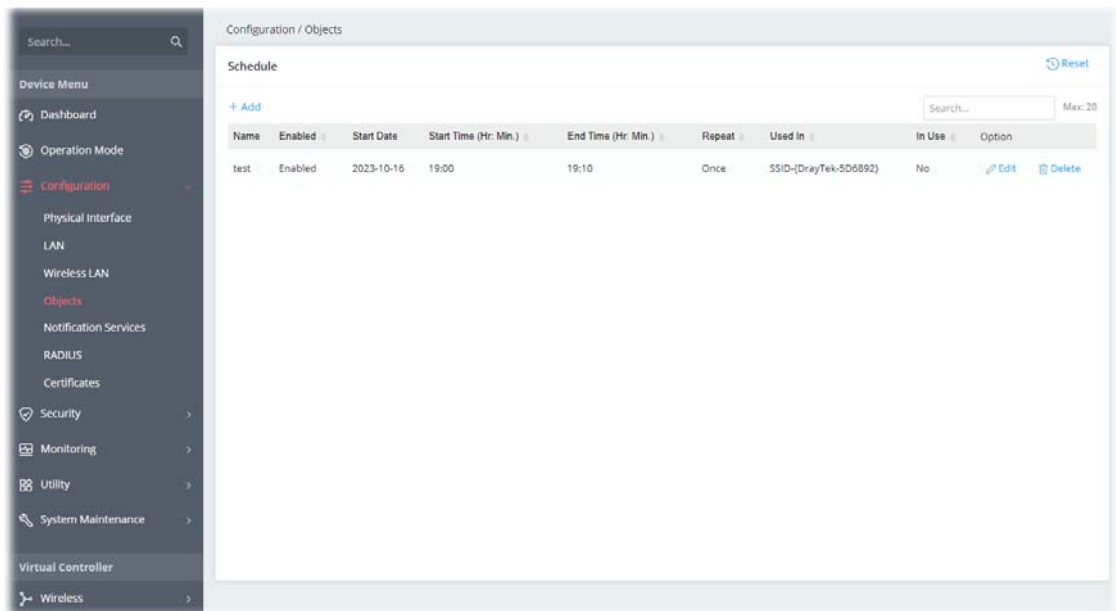 Search...
Device Menu
Dashboard
Operation Mode
Configuration
Physical Interface
LAN
Wireless LAN
Objects
Notification Services
RADIUS
Certificates
Security
Monitoring
Utility
System Maintenance
Virtual Controller
Wireless
Configuration / Objects
Schedule Reset
+ Add Search... Max: 20
Name Enabled Start Date Start Time (Hr: Min.) End Time (Hr: Min.) Repeat Used In In Use Option
test Enabled 2023-10-16 19:00 19:10 Once SSID-(DrayTek-5D6892) No Edit Delete